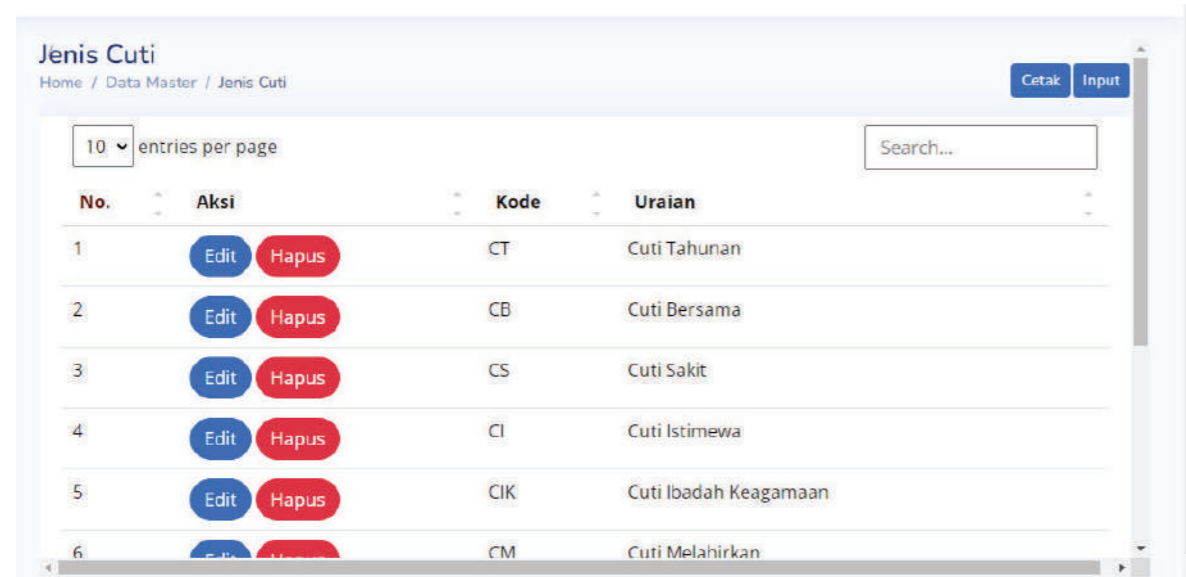 Jenis Cuti
Home / Data Master / Jenis Cuti
Cetak Input
10 entries per page
Search...
No. Aksi Kode Uraian
1 Edit Hapus CT Cuti Tahunan
2 Edit Hapus CB Cuti Bersama
3 Edit Hapus CS Cuti Sakit
4 Edit Hapus CI Cuti Istimewa
5 Edit Hapus CIK Cuti Ibadah Keagamaan
6 Edit Hapus CM Cuti Melahirkan